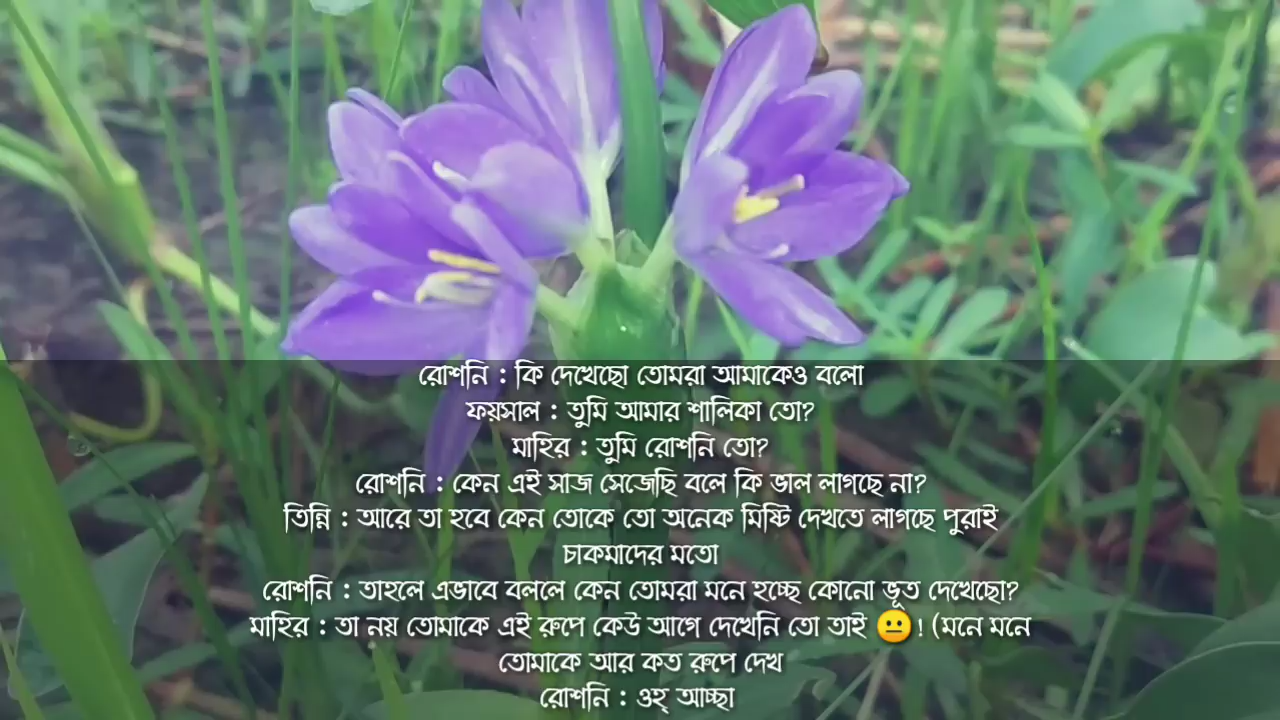 রোশনি : কি দেখেছো তোমরা আমাকেও বলো
ফয়সাল : তুমি আমার শালিকা তো?
মাহির : তুমি রোশনি তো?
রোশনি : কেন এই সাজ সেজেছি বলে কি ভাল লাগছে না?
তিন্নি : আরে তা হবে কেন তোকে তো অনেক মিষ্টি দেখতে লাগছে পুরাই
চাকমাদের মতো
রোশনি : তাহলে এভাবে বললে কেন তোমরা মনে হচ্ছে কোনো ভূত দেখেছো?
মাহির : তা নয় তোমাকে এই রুপে কেউ আগে দেখেনি তো তাই 😐। (মনে মনে
তোমাকে আর কত রুপে দেখ
রোশনি : ওহ্ আচ্ছা